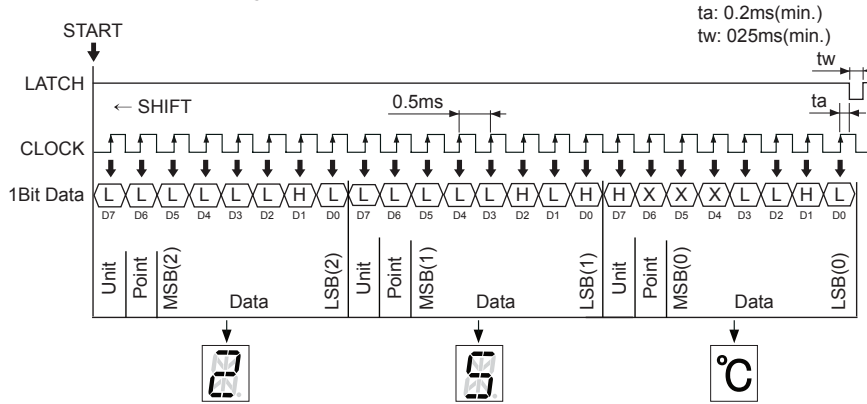 ta: 0.2ms(min.)
tw: 025ms(min.)
START
tw
LATCH
← SHIFT
0.5ms
ta
CLOCK
1Bit Data L L L L L L H L L L L L L H L H H X X X L L H L
D7 D6 D5 D4 D3 D2 D1 D0 D7 D6 D5 D4 D3 D2 D1 D0 D7 D6 D5 D4 D3 D2 D1 D0
Unit Point MSB(2) Data LSB(2) Unit Point MSB(1) Data LSB(1) Unit Point MSB(0) Data LSB(0)
2 5 °C